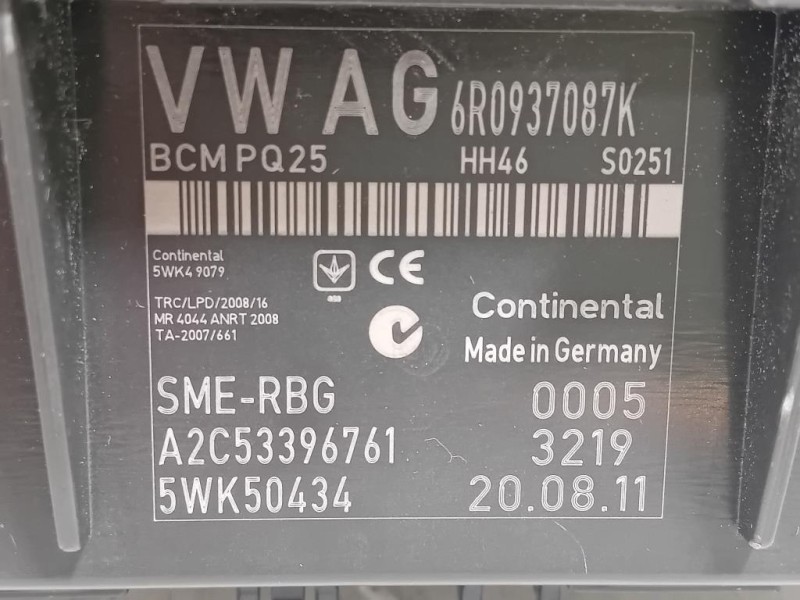 VW AG 6R0937087K
BCM PQ25 HH46 S0251
Continental
5WK4 9079
CE
TRC/LPD/2008/16
MR 4044 ANRT 2008
TA-2007/661
Continental
Made in Germany
SME-RBG 0005
A2C53396761 3219
5WK50434 20.08.11